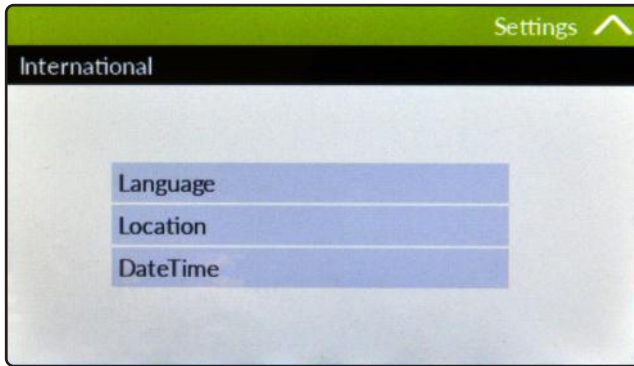 Settings
International
Language
Location
DateTime